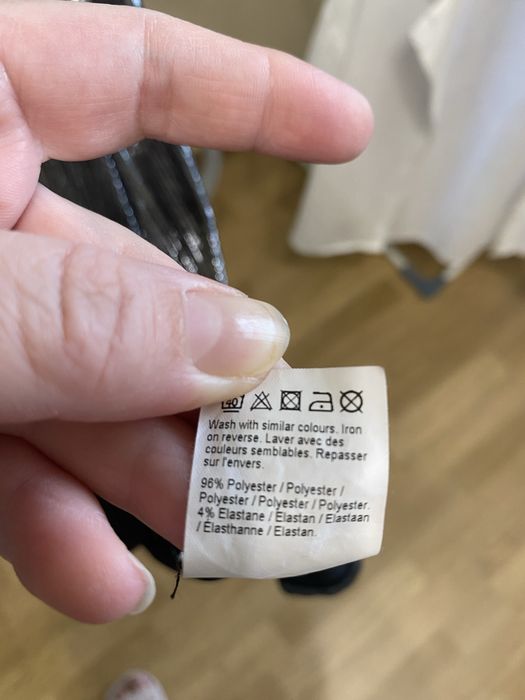 40
Wash with similar colours. Iron
on reverse. Laver avec des
couleurs semblables. Repasser
sur l'envers.
96% Polyester / Polyester /
Polyester / Polyester / Polyester.
4% Elastane / Elastan / Elastaan
/ Élasthanne / Elastan.